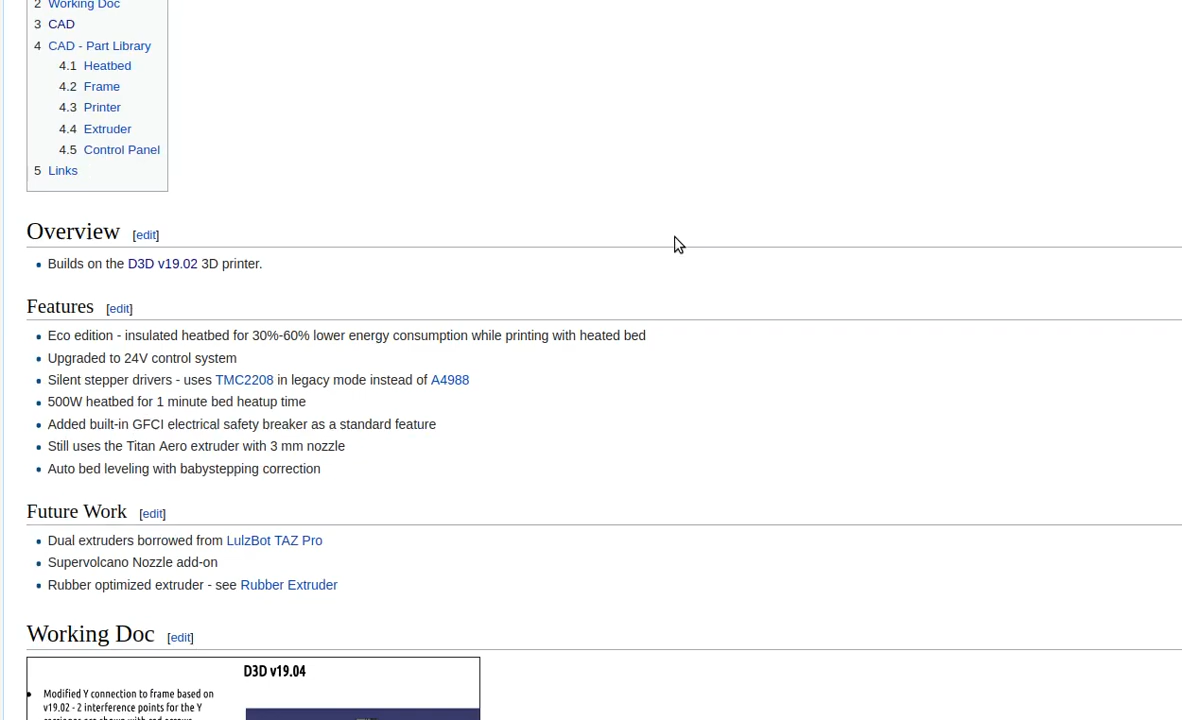 2 Working Doc
3 CAD
4 CAD - Part Library
4.1 Heatbed
4.2 Frame
4.3 Printer
4.4 Extruder
4.5 Control Panel
5 Links
Overview [edit]
Builds on the D3D v19.02 3D printer.
Features [edit]
Eco edition - insulated heatbed for 30%-60% lower energy consumption while printing with heated bed
Upgraded to 24V control system
Silent stepper drivers - uses TMC2208 in legacy mode instead of A4988
500W heatbed for 1 minute bed heatup time
Added built-in GFCI electrical safety breaker as a standard feature
Still uses the Titan Aero extruder with 3 mm nozzle
Auto bed leveling with babystepping correction
Future Work [edit]
Dual extruders borrowed from LulzBot TAZ Pro
Supervolcano Nozzle add-on
Rubber optimized extruder - see Rubber Extruder
Working Doc [edit]
D3D v19.04
Modified Y connection to frame based on
v19.02 - 2 interference points for the Y